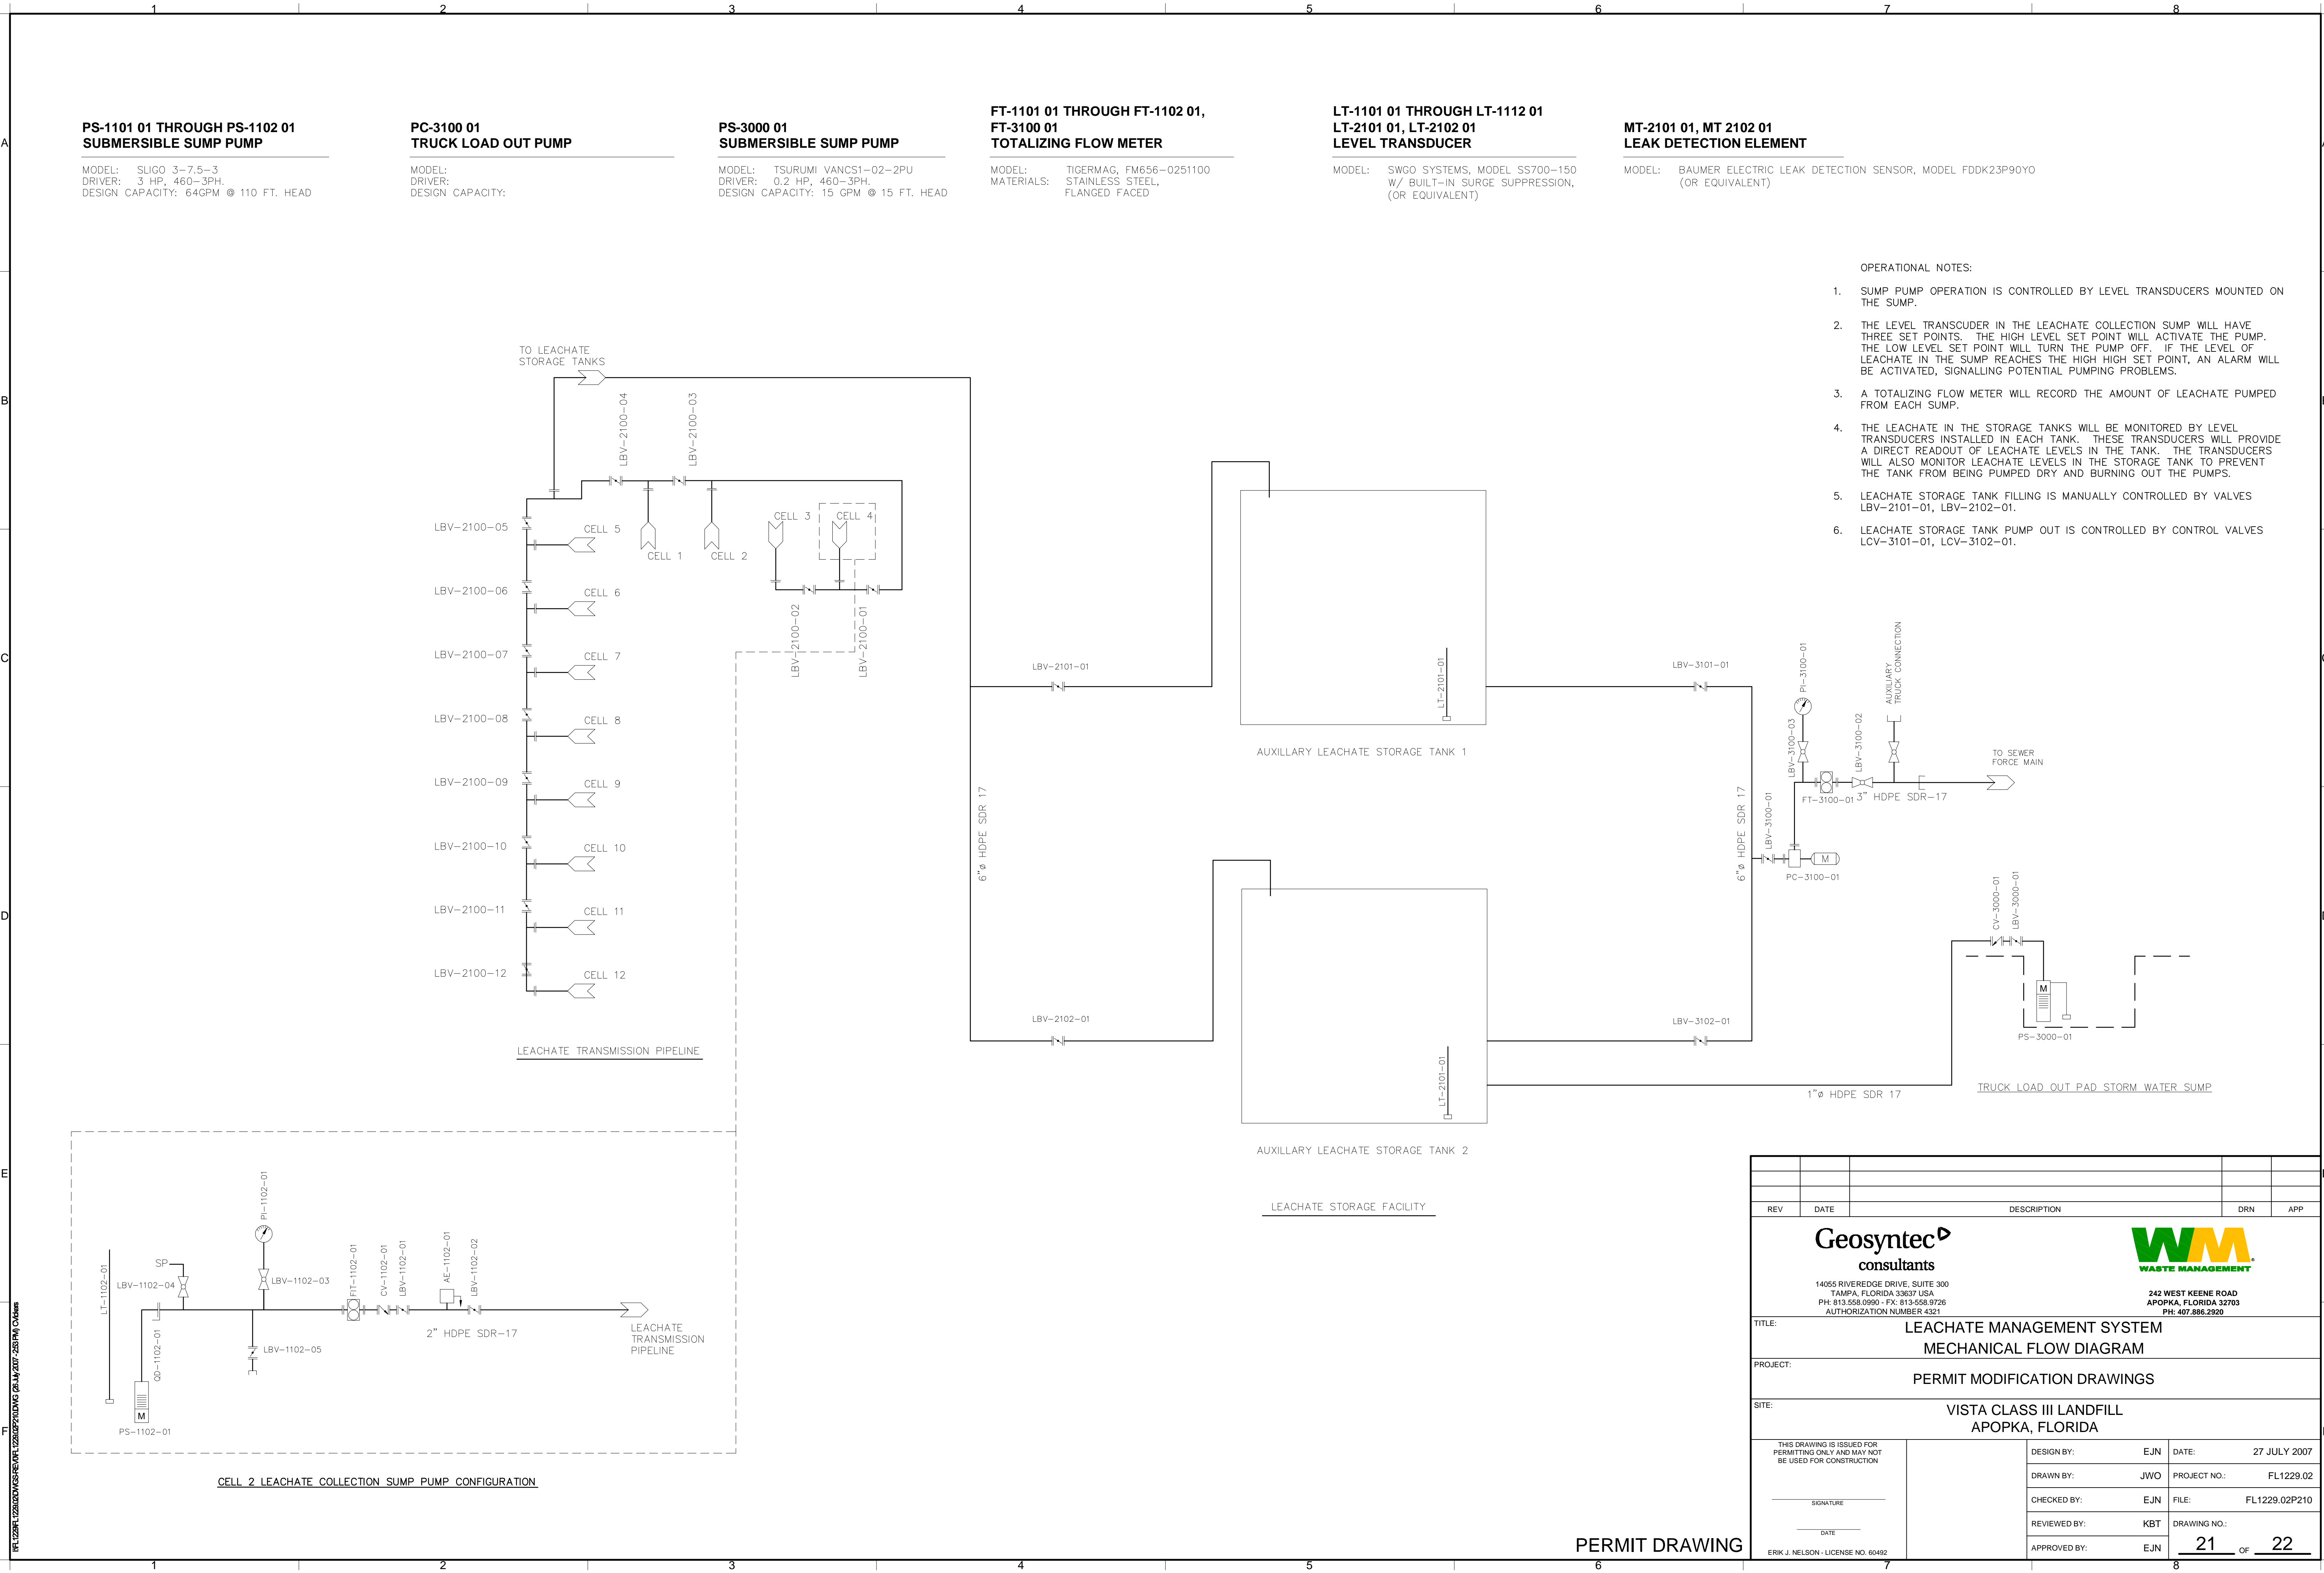 1 2 3 4 5 6 7 8
A
B
C
D
E
F
PS-1101 01 THROUGH PS-1102 01
SUBMERSIBLE SUMP PUMP
MODEL: SLIGO 3-7.5-3
DRIVER: 3 HP, 460-3PH.
DESIGN CAPACITY: 64GPM @ 110 FT. HEAD
PC-3100 01
TRUCK LOAD OUT PUMP
MODEL:
DRIVER:
DESIGN CAPACITY:
PS-3000 01
SUBMERSIBLE SUMP PUMP
MODEL: TSURUMI VANCS1-02-2PU
DRIVER: 0.2 HP, 460-3PH.
DESIGN CAPACITY: 15 GPM @ 15 FT. HEAD
FT-1101 01 THROUGH FT-1102 01,
FT-3100 01
TOTALIZING FLOW METER
MODEL: TIGERMAG, FM656-0251100
MATERIALS: STAINLESS STEEL,
FLANGED FACED
LT-1101 01 THROUGH LT-1112 01
LT-2101 01, LT-2102 01
LEVEL TRANSDUCER
MODEL: SWGO SYSTEMS, MODEL SS700-150
W/ BUILT-IN SURGE SUPPRESSION,
(OR EQUIVALENT)
MT-2101 01, MT 2102 01
LEAK DETECTION ELEMENT
MODEL: BAUMER ELECTRIC LEAK DETECTION SENSOR, MODEL FDDK23P90YO
(OR EQUIVALENT)
OPERATIONAL NOTES:
1. SUMP PUMP OPERATION IS CONTROLLED BY LEVEL TRANSDUCERS MOUNTED ON
THE SUMP.
2. THE LEVEL TRANSCUDER IN THE LEACHATE COLLECTION SUMP WILL HAVE
THREE SET POINTS. THE HIGH LEVEL SET POINT WILL ACTIVATE THE PUMP.
THE LOW LEVEL SET POINT WILL TURN THE PUMP OFF. IF THE LEVEL OF
LEACHATE IN THE SUMP REACHES THE HIGH HIGH SET POINT, AN ALARM WILL
BE ACTIVATED, SIGNALLING POTENTIAL PUMPING PROBLEMS.
3. A TOTALIZING FLOW METER WILL RECORD THE AMOUNT OF LEACHATE PUMPED
FROM EACH SUMP.
4. THE LEACHATE IN THE STORAGE TANKS WILL BE MONITORED BY LEVEL
TRANSDUCERS INSTALLED IN EACH TANK. THESE TRANSDUCERS WILL PROVIDE
A DIRECT READOUT OF LEACHATE LEVELS IN THE TANK. THE TRANSDUCERS
WILL ALSO MONITOR LEACHATE LEVELS IN THE STORAGE TANK TO PREVENT
THE TANK FROM BEING PUMPED DRY AND BURNING OUT THE PUMPS.
5. LEACHATE STORAGE TANK FILLING IS MANUALLY CONTROLLED BY VALVES
LBV-2101-01, LBV-2102-01.
6. LEACHATE STORAGE TANK PUMP OUT IS CONTROLLED BY CONTROL VALVES
LCV-3101-01, LCV-3102-01.
TO LEACHATE
STORAGE TANKS
LBV-2100-04
LBV-2100-03
CELL 1
CELL 2
CELL 3
CELL 4
LBV-2100-02
LBV-2100-01
LBV-2100-05
CELL 5
LBV-2100-06
CELL 6
LBV-2100-07
CELL 7
LBV-2100-08
CELL 8
LBV-2100-09
CELL 9
LBV-2100-10
CELL 10
LBV-2100-11
CELL 11
LBV-2100-12
CELL 12
LEACHATE TRANSMISSION PIPELINE
6"ø HDPE SDR 17
LBV-2101-01
LT-2101-01
AUXILLARY LEACHATE STORAGE TANK 1
LBV-2102-01
LT-2101-01
AUXILLARY LEACHATE STORAGE TANK 2
LEACHATE STORAGE FACILITY
LBV-3101-01
LBV-3102-01
6"ø HDPE SDR 17
LBV-3100-01
LBV-3100-03
PI-3100-01
LBV-3100-02
AUXILIARY
TRUCK CONNECTION
FT-3100-01
3" HDPE SDR-17
TO SEWER
FORCE MAIN
M
PC-3100-01
CV-3000-01
LBV-3000-01
M
PS-3000-01
1"ø HDPE SDR 17
TRUCK LOAD OUT PAD STORM WATER SUMP
LT-1102-01
SP
LBV-1102-04
QD-1102-01
M
PS-1102-01
PI-1102-01
LBV-1102-03
LBV-1102-05
FIT-1102-01
CV-1102-01
LBV-1102-01
AE-1102-01
LBV-1102-02
2" HDPE SDR-17
LEACHATE
TRANSMISSION
PIPELINE
CELL 2 LEACHATE COLLECTION SUMP PUMP CONFIGURATION
PERMIT DRAWING
REV DATE DESCRIPTION DRN APP
Geosyntec
consultants
14055 RIVEREDGE DRIVE, SUITE 300
TAMPA, FLORIDA 33637 USA
PH: 813.558.0990 - FX: 813-558.9726
AUTHORIZATION NUMBER 4321
WM
WASTE MANAGEMENT
242 WEST KEENE ROAD
APOPKA, FLORIDA 32703
PH: 407.886.2920
TITLE:
LEACHATE MANAGEMENT SYSTEM
MECHANICAL FLOW DIAGRAM
PROJECT:
PERMIT MODIFICATION DRAWINGS
SITE:
VISTA CLASS III LANDFILL
APOPKA, FLORIDA
THIS DRAWING IS ISSUED FOR
PERMITTING ONLY AND MAY NOT
BE USED FOR CONSTRUCTION
SIGNATURE
DATE
ERIK J. NELSON - LICENSE NO. 60492
DESIGN BY: EJN
DATE: 27 JULY 2007
DRAWN BY: JWO
PROJECT NO.: FL1229.02
CHECKED BY: EJN
FILE: FL1229.02P210
REVIEWED BY: KBT
DRAWING NO.:
APPROVED BY: EJN
21 OF 22
1 2 3 4 5 6 7 8